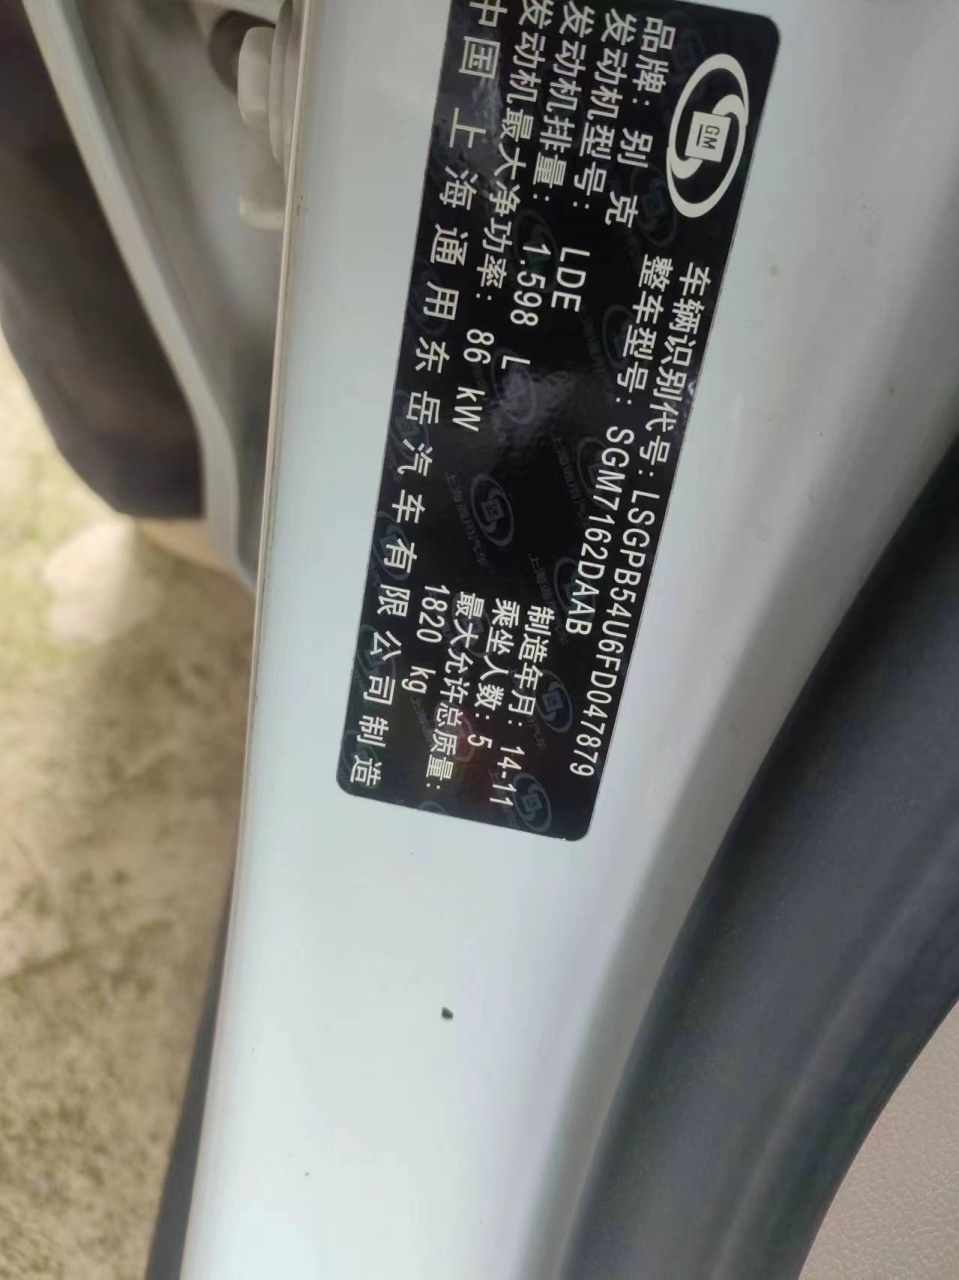 GM
车辆识别代号: LSGPB54U6FD047879
品牌: 别 克
整车型号: SGM7162DAAB
发动机型号: LDE
制造年月: 14-11
发动机排量: 1.598 L
乘坐人数: 5
发动机最大净功率: 86 kW
最大允许总质量:
1820 kg
中 国 上 海 通 用 东 岳 汽 车 有 限 公 司 制 造